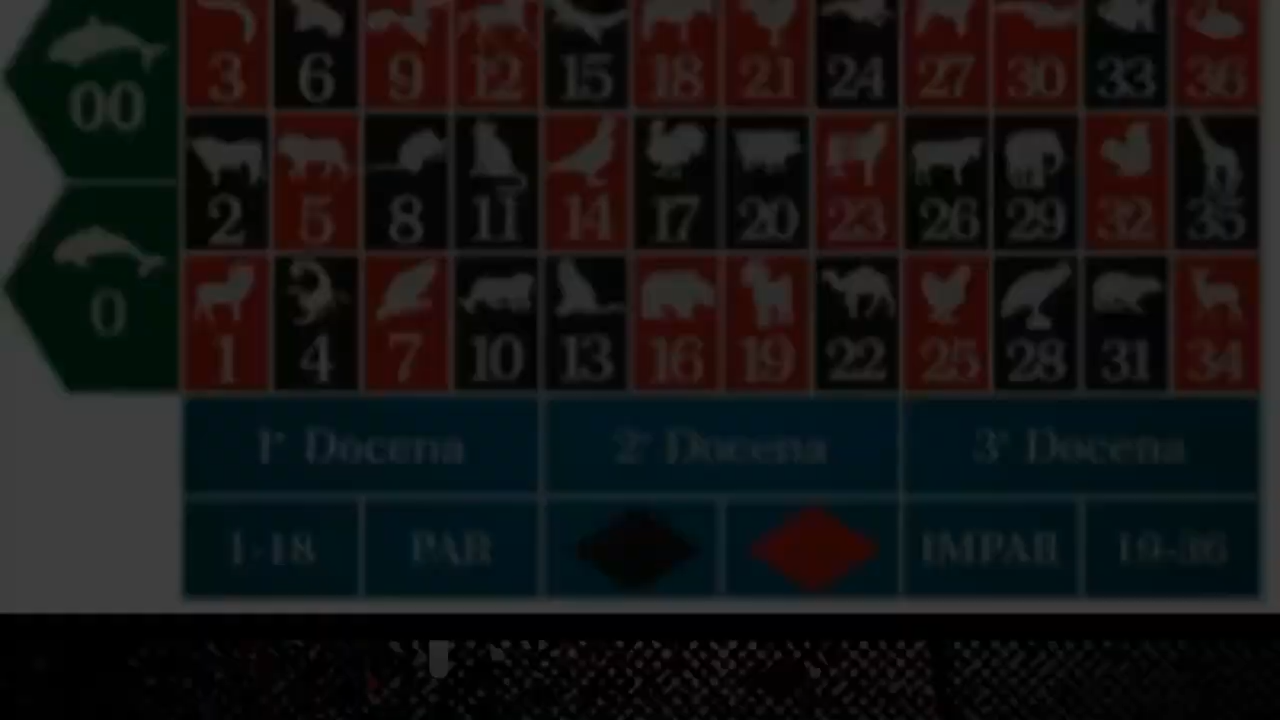 00 3 6 9 12 15 18 21 24 27 30 33 36
2 5 8 11 14 17 20 23 26 29 32 35
0 1 4 7 10 13 16 19 22 25 28 31 34
1ª Docena 2ª Docena 3ª Docena
1-18 PAR IMPAR 19-36